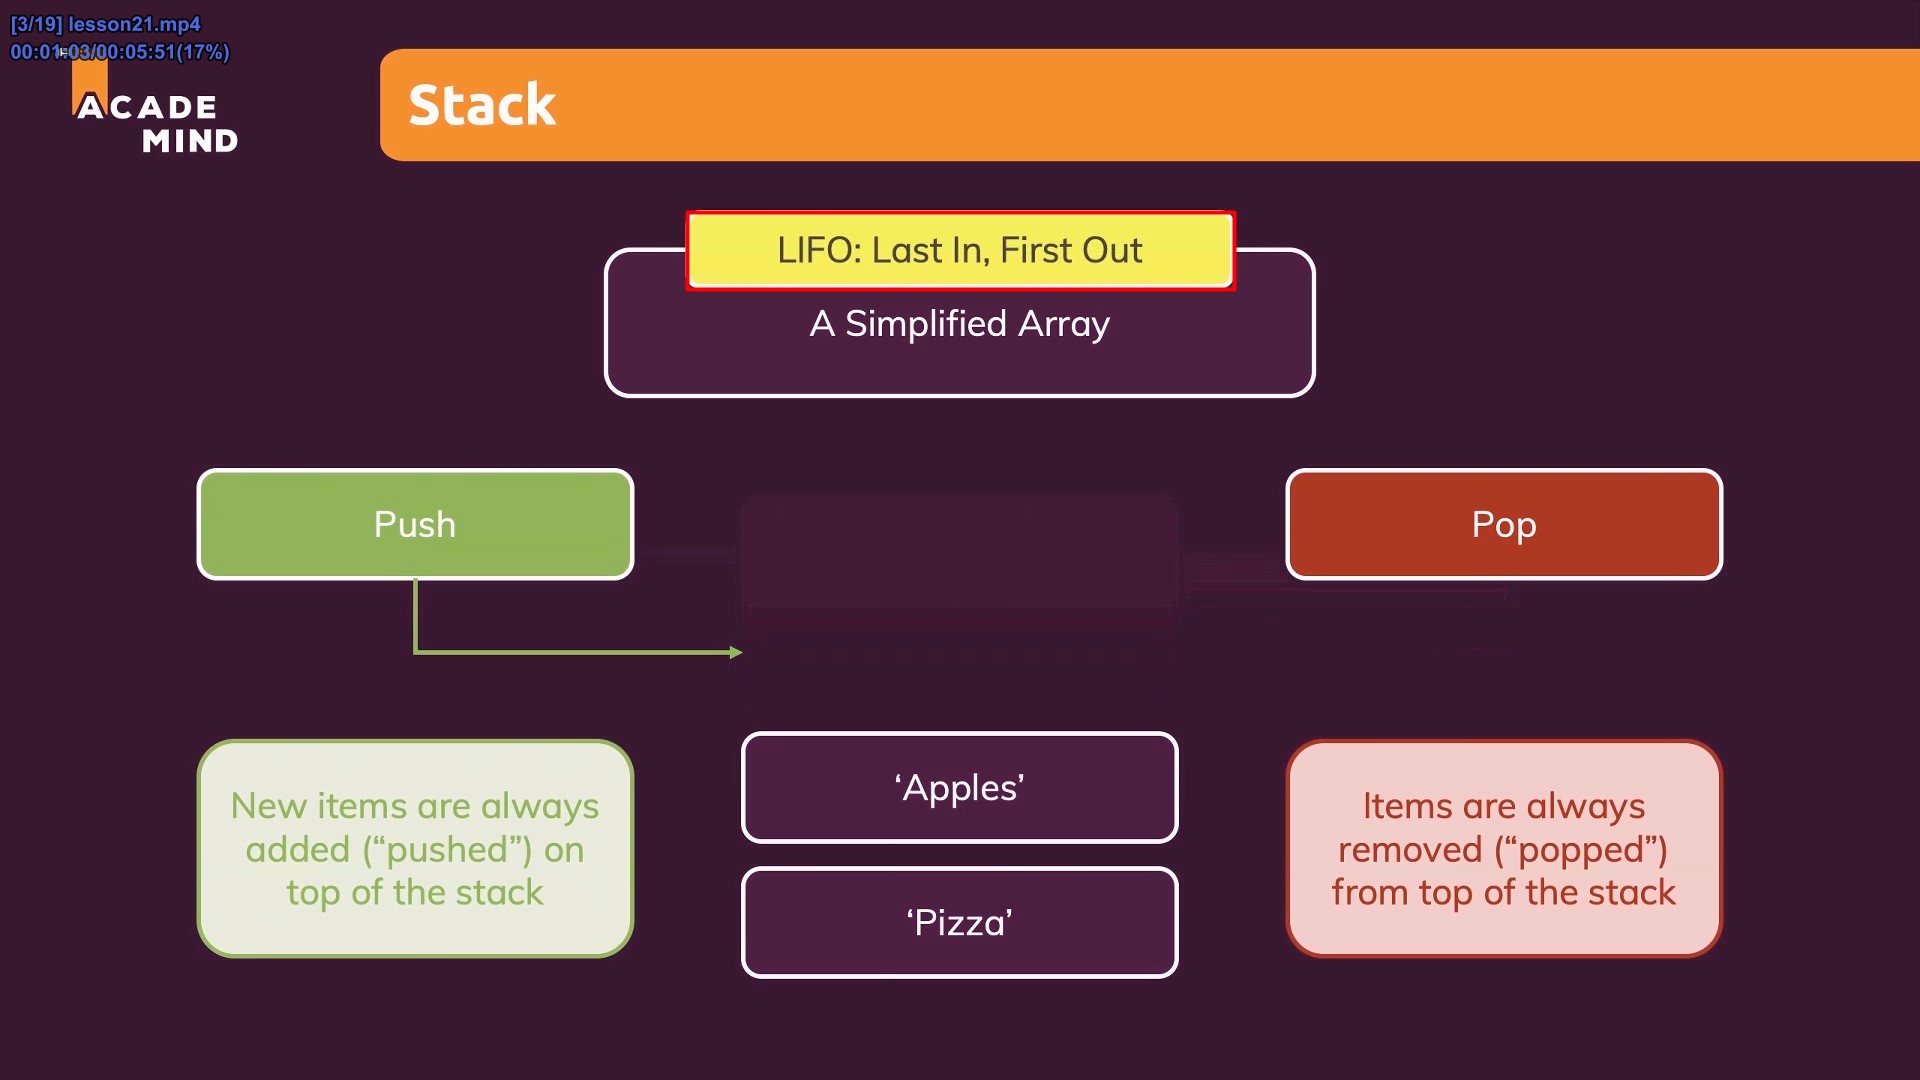 [3/19] lesson21.mp4
00:01:03/00:05:51(17%)
ACADE
MIND
Stack
LIFO: Last In, First Out
A Simplified Array
Push
Pop
New items are always
added (“pushed”) on
top of the stack
‘Apples’
‘Pizza’
Items are always
removed (“popped”)
from top of the stack